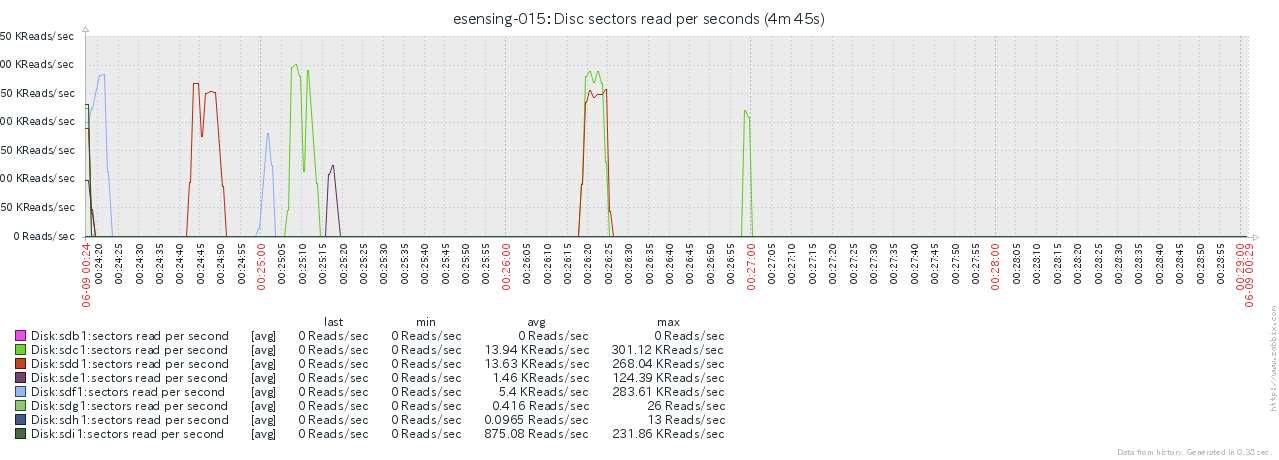 esensing-015: Disc sectors read per seconds (4m 45s)
50 KReads/sec
00 KReads/sec
50 KReads/sec
00 KReads/sec
50 KReads/sec
00 KReads/sec
50 KReads/sec
0 Reads/sec
06-09 00:24
00:24:20
00:24:25
00:24:30
00:24:35
00:24:40
00:24:45
00:24:50
00:24:55
00:25:00
00:25:05
00:25:10
00:25:15
00:25:20
00:25:25
00:25:30
00:25:35
00:25:40
00:25:45
00:25:50
00:25:55
00:26:00
00:26:05
00:26:10
00:26:15
00:26:20
00:26:25
00:26:30
00:26:35
00:26:40
00:26:45
00:26:50
00:26:55
00:27:00
00:27:05
00:27:10
00:27:15
00:27:20
00:27:25
00:27:30
00:27:35
00:27:40
00:27:45
00:27:50
00:27:55
00:28:00
00:28:05
00:28:10
00:28:15
00:28:20
00:28:25
00:28:30
00:28:35
00:28:40
00:28:45
00:28:50
00:28:55
00:29:00
06-09 00:29
last min avg max
Disk:sdb1:sectors read per second [avg] 0 Reads/sec 0 Reads/sec 0 Reads/sec 0 Reads/sec
Disk:sdc1:sectors read per second [avg] 0 Reads/sec 0 Reads/sec 13.94 KReads/sec 301.12 KReads/sec
Disk:sdd1:sectors read per second [avg] 0 Reads/sec 0 Reads/sec 13.63 KReads/sec 268.04 KReads/sec
Disk:sde1:sectors read per second [avg] 0 Reads/sec 0 Reads/sec 1.46 KReads/sec 124.39 KReads/sec
Disk:sdf1:sectors read per second [avg] 0 Reads/sec 0 Reads/sec 5.4 KReads/sec 283.61 KReads/sec
Disk:sdg1:sectors read per second [avg] 0 Reads/sec 0 Reads/sec 0.416 Reads/sec 26 Reads/sec
Disk:sdh1:sectors read per second [avg] 0 Reads/sec 0 Reads/sec 0.0965 Reads/sec 13 Reads/sec
Disk:sdi1:sectors read per second [avg] 0 Reads/sec 0 Reads/sec 875.08 Reads/sec 231.86 KReads/sec
http://www.zabbix.com
Data from history. Generated in 0.38 sec.